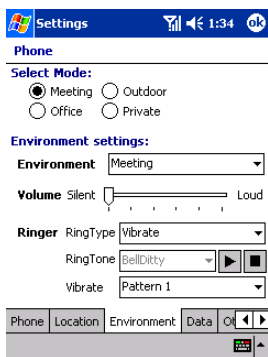 Settings 1:34 ok
Phone
Select Mode:
Meeting Outdoor
Office Private
Environment settings:
Environment Meeting
Volume Silent Loud
Ringer RingType Vibrate
RingTone BellDitty
Vibrate Pattern 1
Phone Location Environment Data Ot